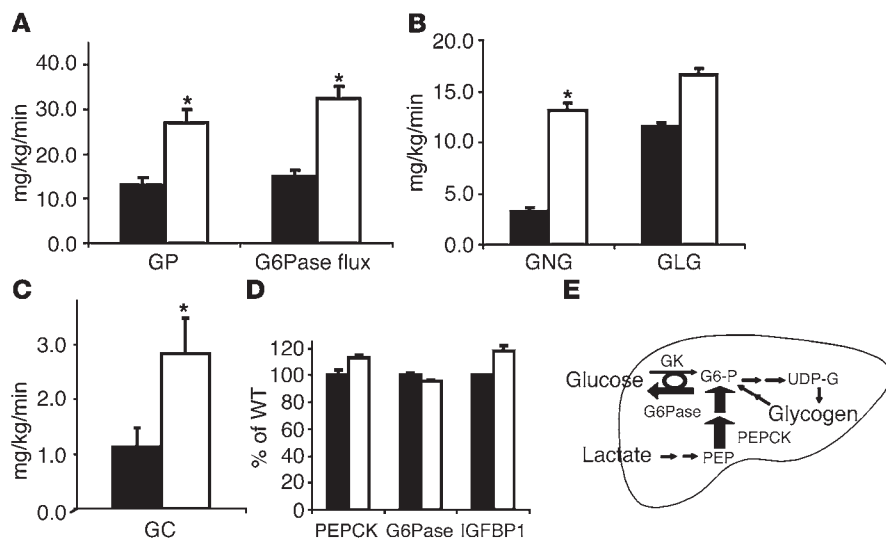 A
mg/kg/min
40.0
30.0
20.0
10.0
0.0
*
*
GP G6Pase flux
B
mg/kg/min
20.0
15.0
10.0
5.0
0.0
*
GNG GLG
C
mg/kg/min
3.0
2.0
1.0
0.0
*
GC
D
% of WT
120
100
80
60
40
20
0
PEPCK G6Pase IGFBP1
E
GK
Glucose G6-P UDP-G
G6Pase Glycogen
PEPCK
Lactate PEP